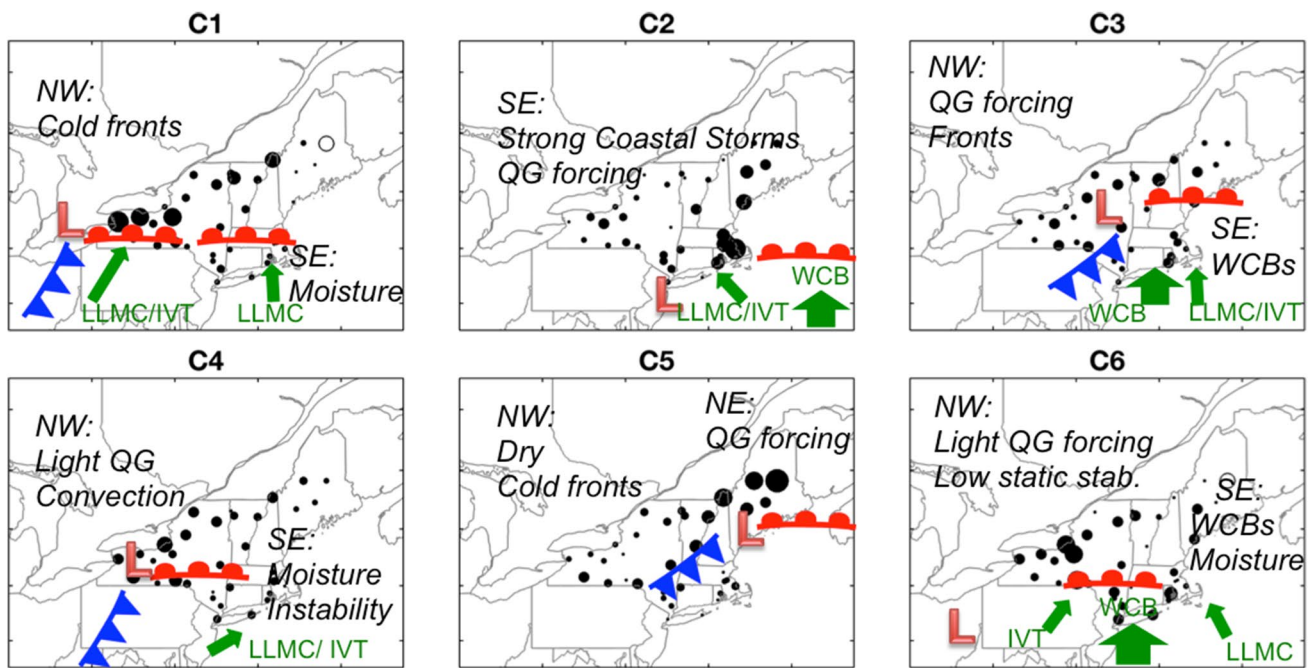 C1
NW:
Cold fronts
L
SE:
Moisture
LLMC/IVT
LLMC
C2
SE:
Strong Coastal Storms
QG forcing
L
LLMC/IVT
WCB
C3
NW:
QG forcing
Fronts
L
SE:
WCBs
WCB
LLMC/IVT
C4
NW:
Light QG
Convection
L
SE:
Moisture
Instability
LLMC/ IVT
C5
NW:
Dry
Cold fronts
NE:
QG forcing
L
C6
NW:
Light QG forcing
Low static stab.
SE:
WCBs
Moisture
L
IVT
WCB
LLMC